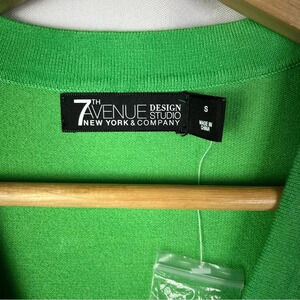 7TH AVENUE DESIGN STUDIO
NEW YORK & COMPANY
S
MADE IN
CHINA